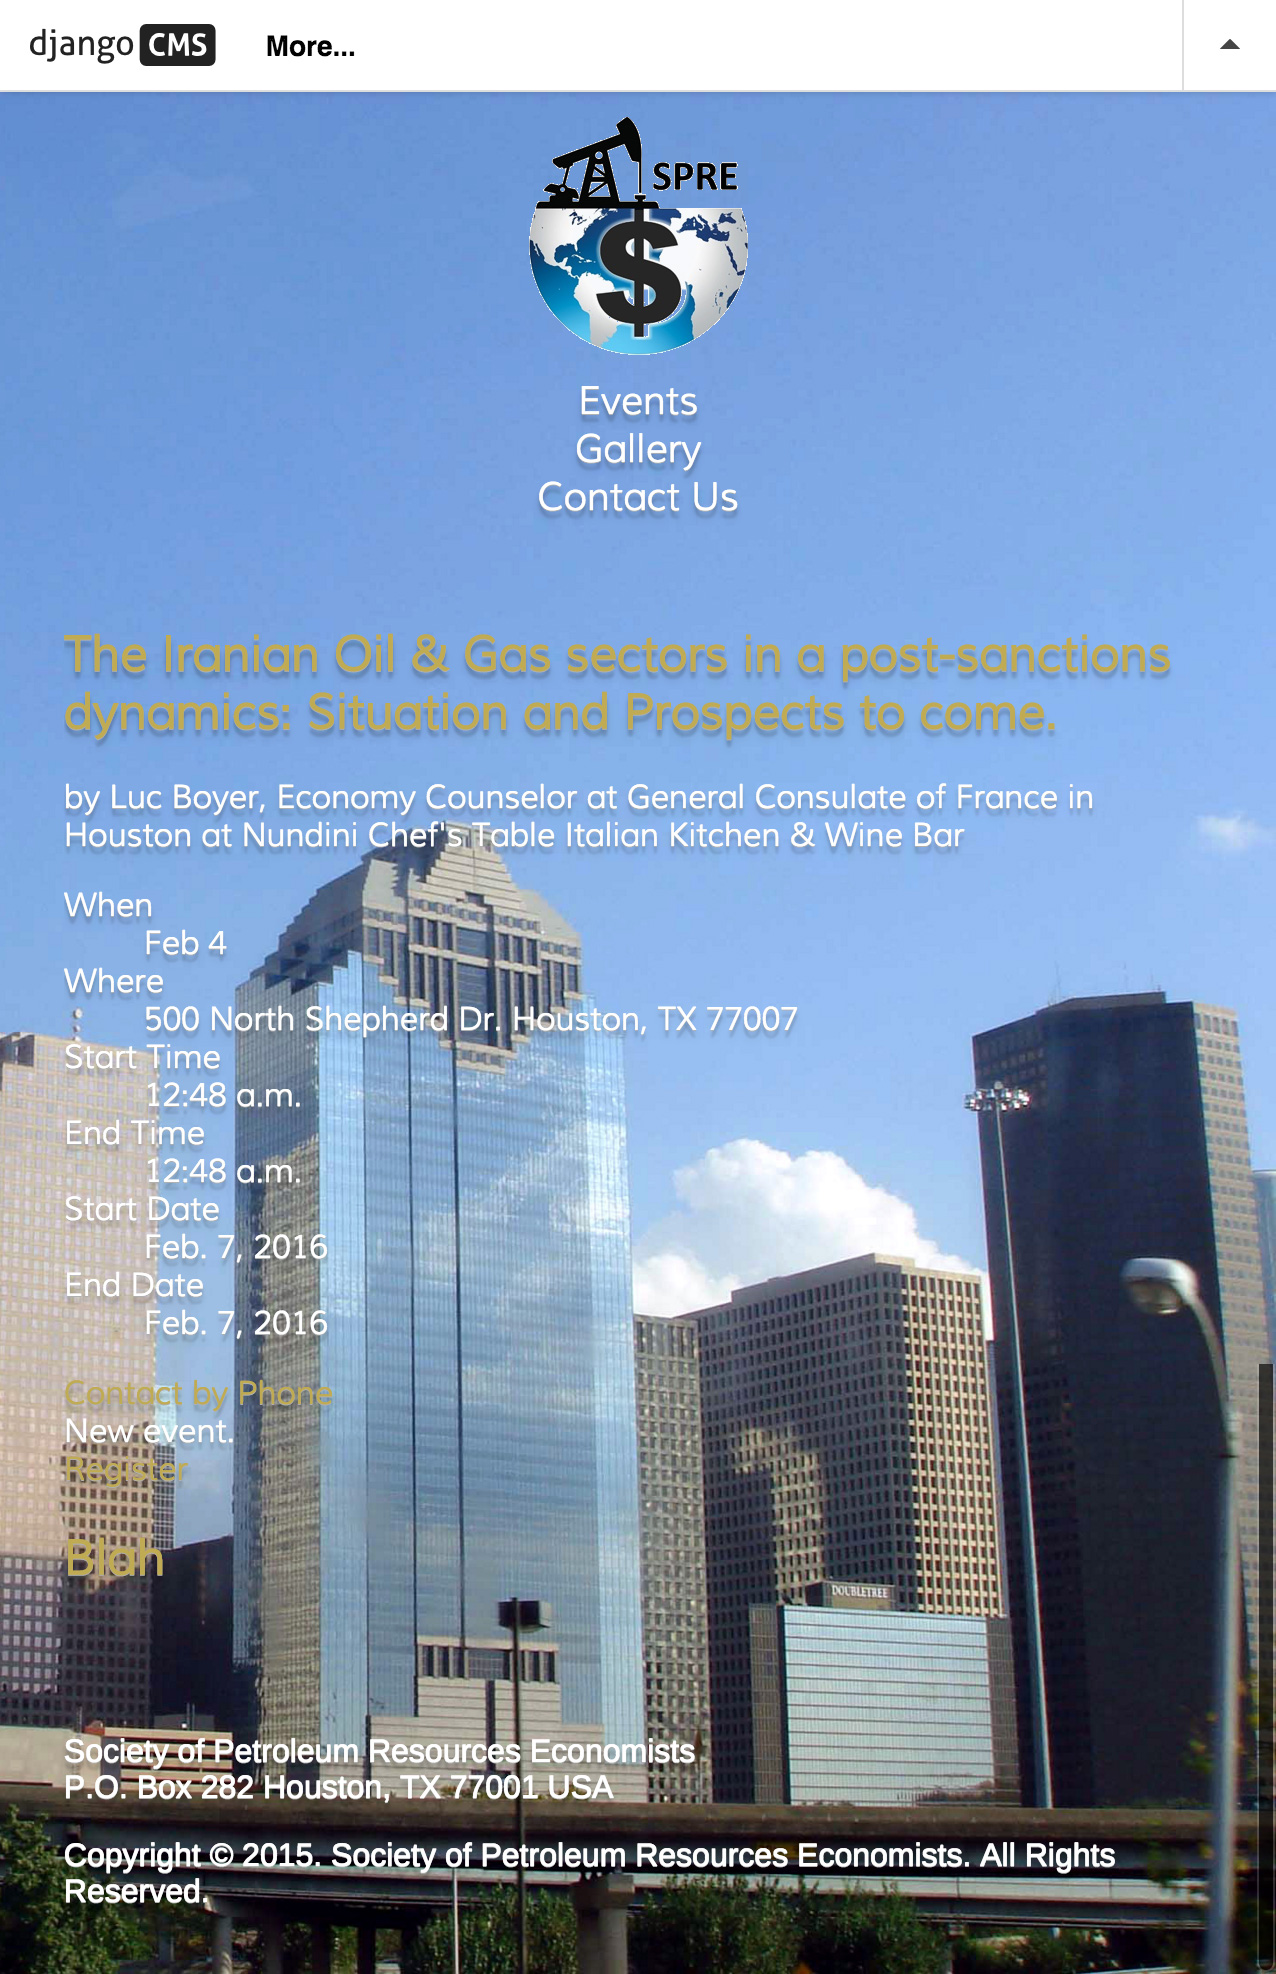 django CMS More...
SPRE
$
Events
Gallery
Contact Us
The Iranian Oil & Gas sectors in a post-sanctions
dynamics: Situation and Prospects to come.
by Luc Boyer, Economy Counselor at General Consulate of France in
Houston at Nundini Chef's Table Italian Kitchen & Wine Bar
When
Feb 4
Where
500 North Shepherd Dr. Houston, TX 77007
Start Time
12:48 a.m.
End Time
12:48 a.m.
Start Date
Feb. 7, 2016
End Date
Feb. 7, 2016
Contact by Phone
New event.
Register
Blah
DOUBLETREE
Society of Petroleum Resources Economists
P.O. Box 282 Houston, TX 77001 USA
Copyright © 2015. Society of Petroleum Resources Economists. All Rights
Reserved.